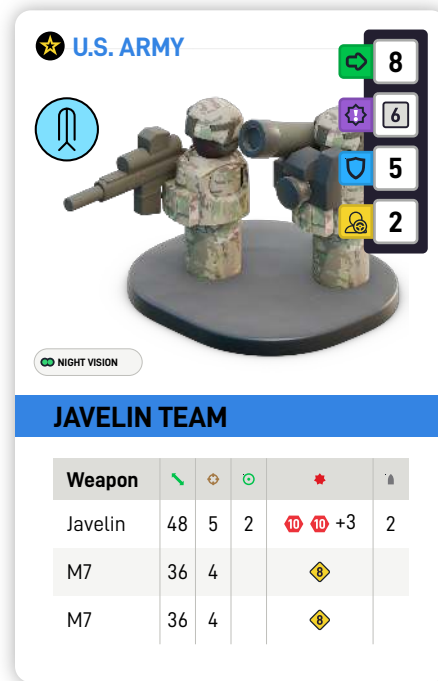 U.S. ARMY
8
6
5
2
NIGHT VISION
JAVELIN TEAM
Weapon
Javelin 48 5 2 10 10 +3 2
M7 36 4 8
M7 36 4 8